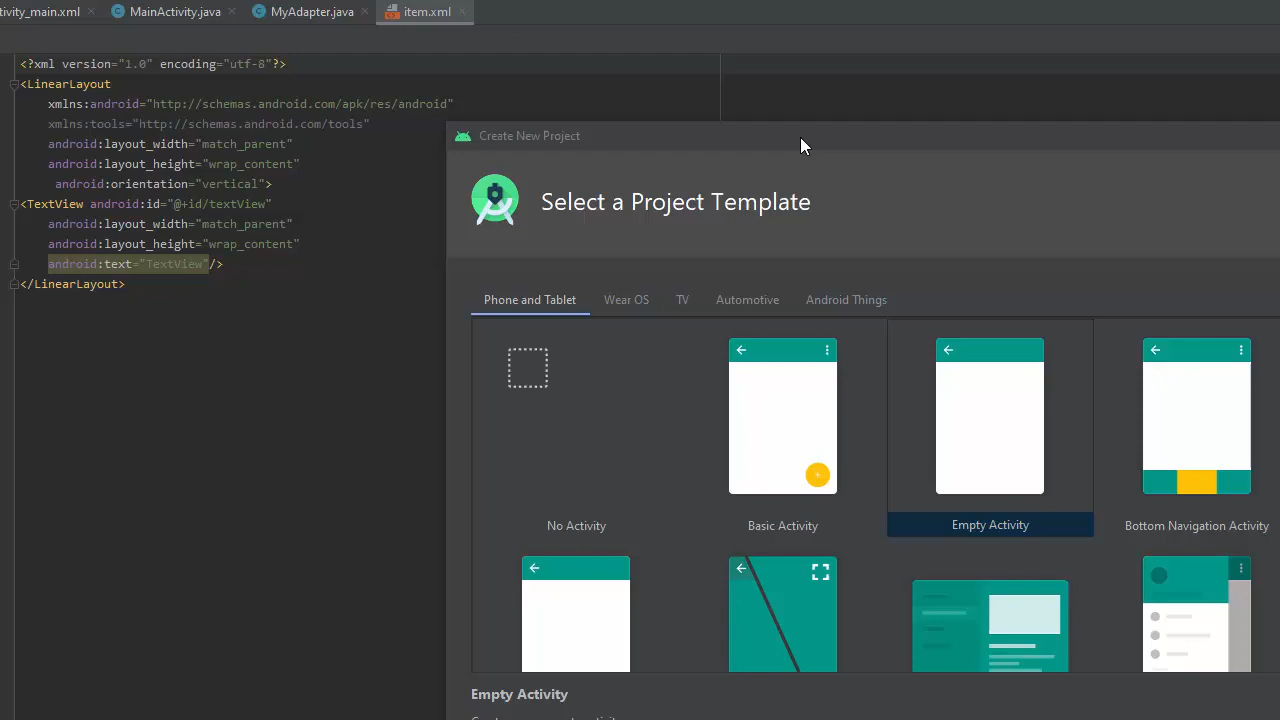 tivity_main.xml MainActivity.java MyAdapter.java item.xml
<?xml version="1.0" encoding="utf-8"?>
<LinearLayout
xmlns:android="http://schemas.android.com/apk/res/android"
xmlns:tools="http://schemas.android.com/tools"
android:layout_width="match_parent"
android:layout_height="wrap_content"
android:orientation="vertical">
<TextView android:id="@+id/textView"
android:layout_width="match_parent"
android:layout_height="wrap_content"
android:text="TextView"/>
</LinearLayout>
Create New Project
Select a Project Template
Phone and Tablet Wear OS TV Automotive Android Things
No Activity Basic Activity Empty Activity Bottom Navigation Activity
Empty Activity